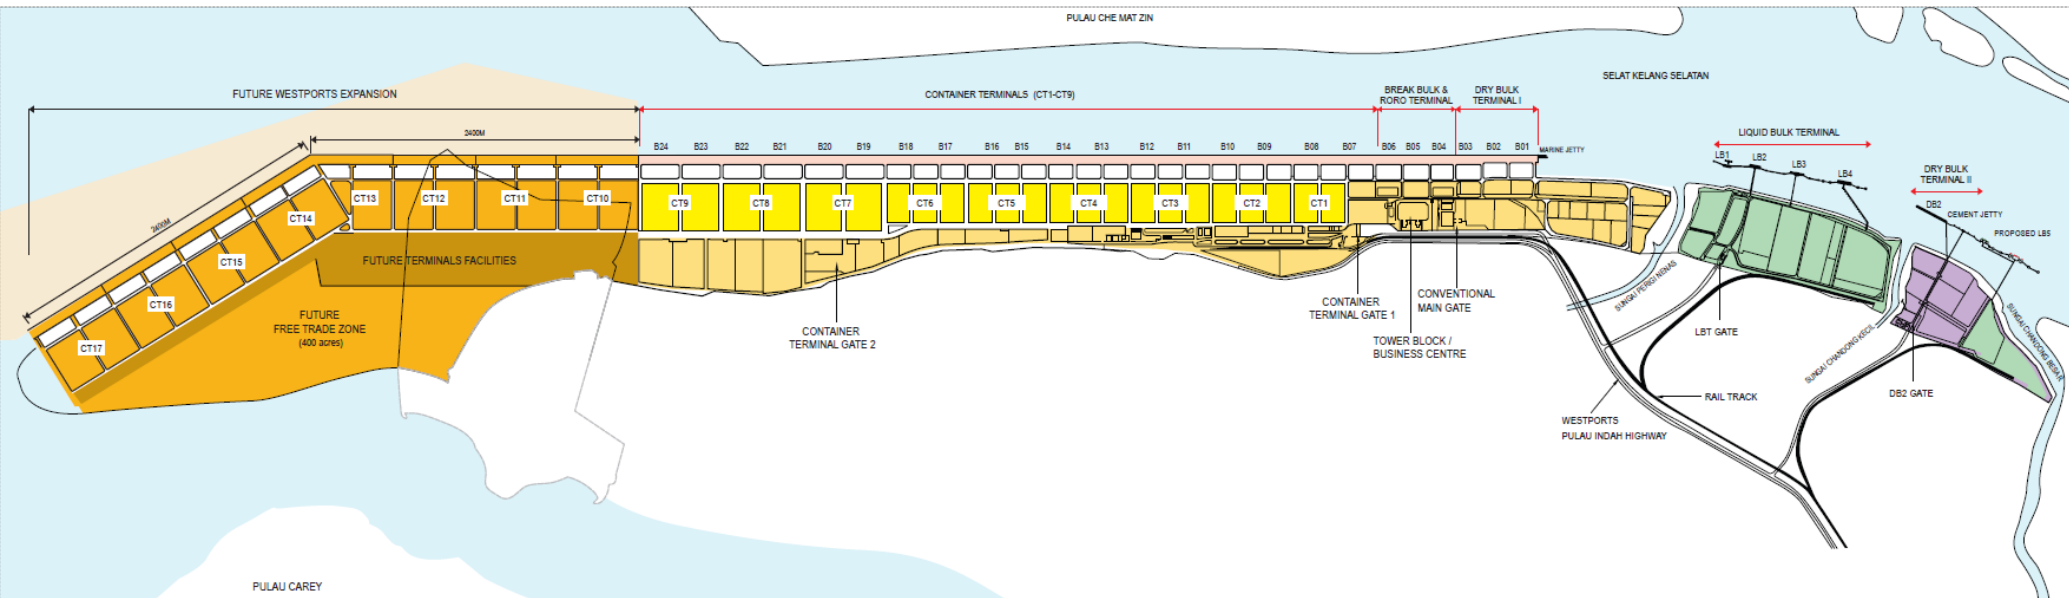 PULAU CHE MAT ZIN
SELAT KELANG SELATAN
FUTURE WESTPORTS EXPANSION
CONTAINER TERMINALS (CT1-CT9)
BREAK BULK &
RORO TERMINAL
DRY BULK
TERMINAL I
LIQUID BULK TERMINAL
2400M
2400M
B24 B23 B22 B21 B20 B19 B18 B17 B16 B15 B14 B13 B12 B11 B10 B09 B08 B07 B06 B05 B04 B03 B02 B01
MARINE JETTY
LB1 LB2 LB3 LB4
DRY BULK
TERMINAL II
DB2
CEMENT JETTY
PROPOSED LB5
CT17 CT16 CT15 CT14 CT13 CT12 CT11 CT10 CT9 CT8 CT7 CT6 CT5 CT4 CT3 CT2 CT1
FUTURE TERMINALS FACILITIES
FUTURE
FREE TRADE ZONE
(400 acres)
CONTAINER
TERMINAL GATE 2
CONTAINER
TERMINAL GATE 1
CONVENTIONAL
MAIN GATE
TOWER BLOCK /
BUSINESS CENTRE
SUNGAI PERIGI NENAS
LBT GATE
SUNGAI CHANDONG KECIL
SUNGAI CHANDONG BESAR
DB2 GATE
RAIL TRACK
WESTPORTS
PULAU INDAH HIGHWAY
PULAU CAREY